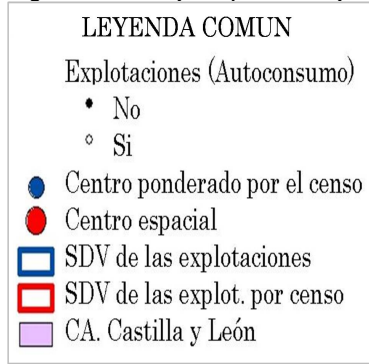 LEYENDA COMUN
Explotaciones (Autoconsumo)
No
Si
Centro ponderado por el censo
Centro espacial
SDV de las explotaciones
SDV de las explot. por censo
CA. Castilla y León